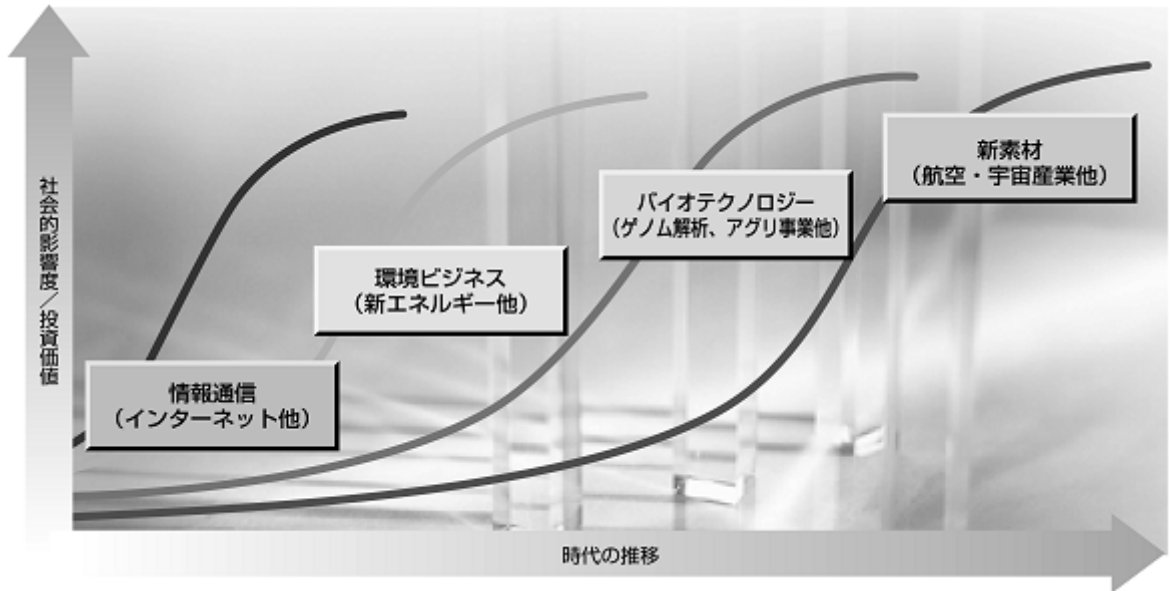 社会的影響度／投資価値
新素材
（航空・宇宙産業他）
バイオテクノロジー
（ゲノム解析、アグリ事業他）
環境ビジネス
（新エネルギー他）
情報通信
（インターネット他）
時代の推移